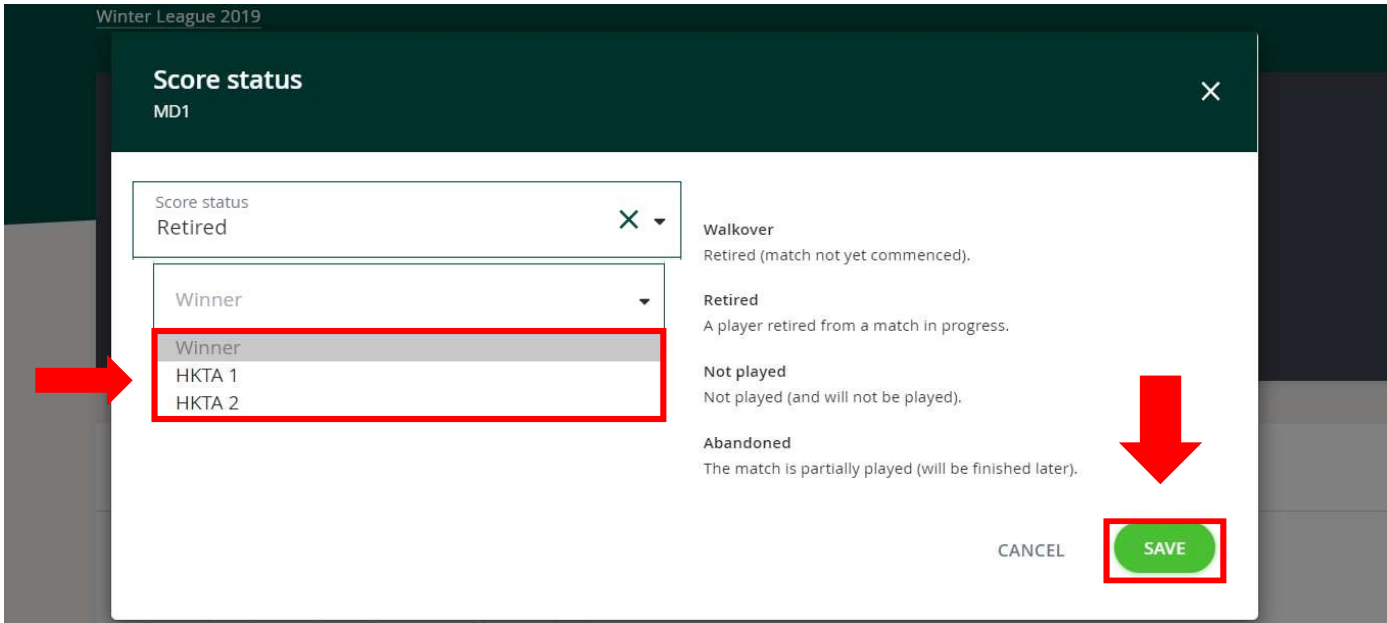 Winter League 2019
Score status
MD1
Score status
Retired
Winner
Winner
HKTA 1
HKTA 2
Walkover
Retired (match not yet commenced).
Retired
A player retired from a match in progress.
Not played
Not played (and will not be played).
Abandoned
The match is partially played (will be finished later).
CANCEL
SAVE